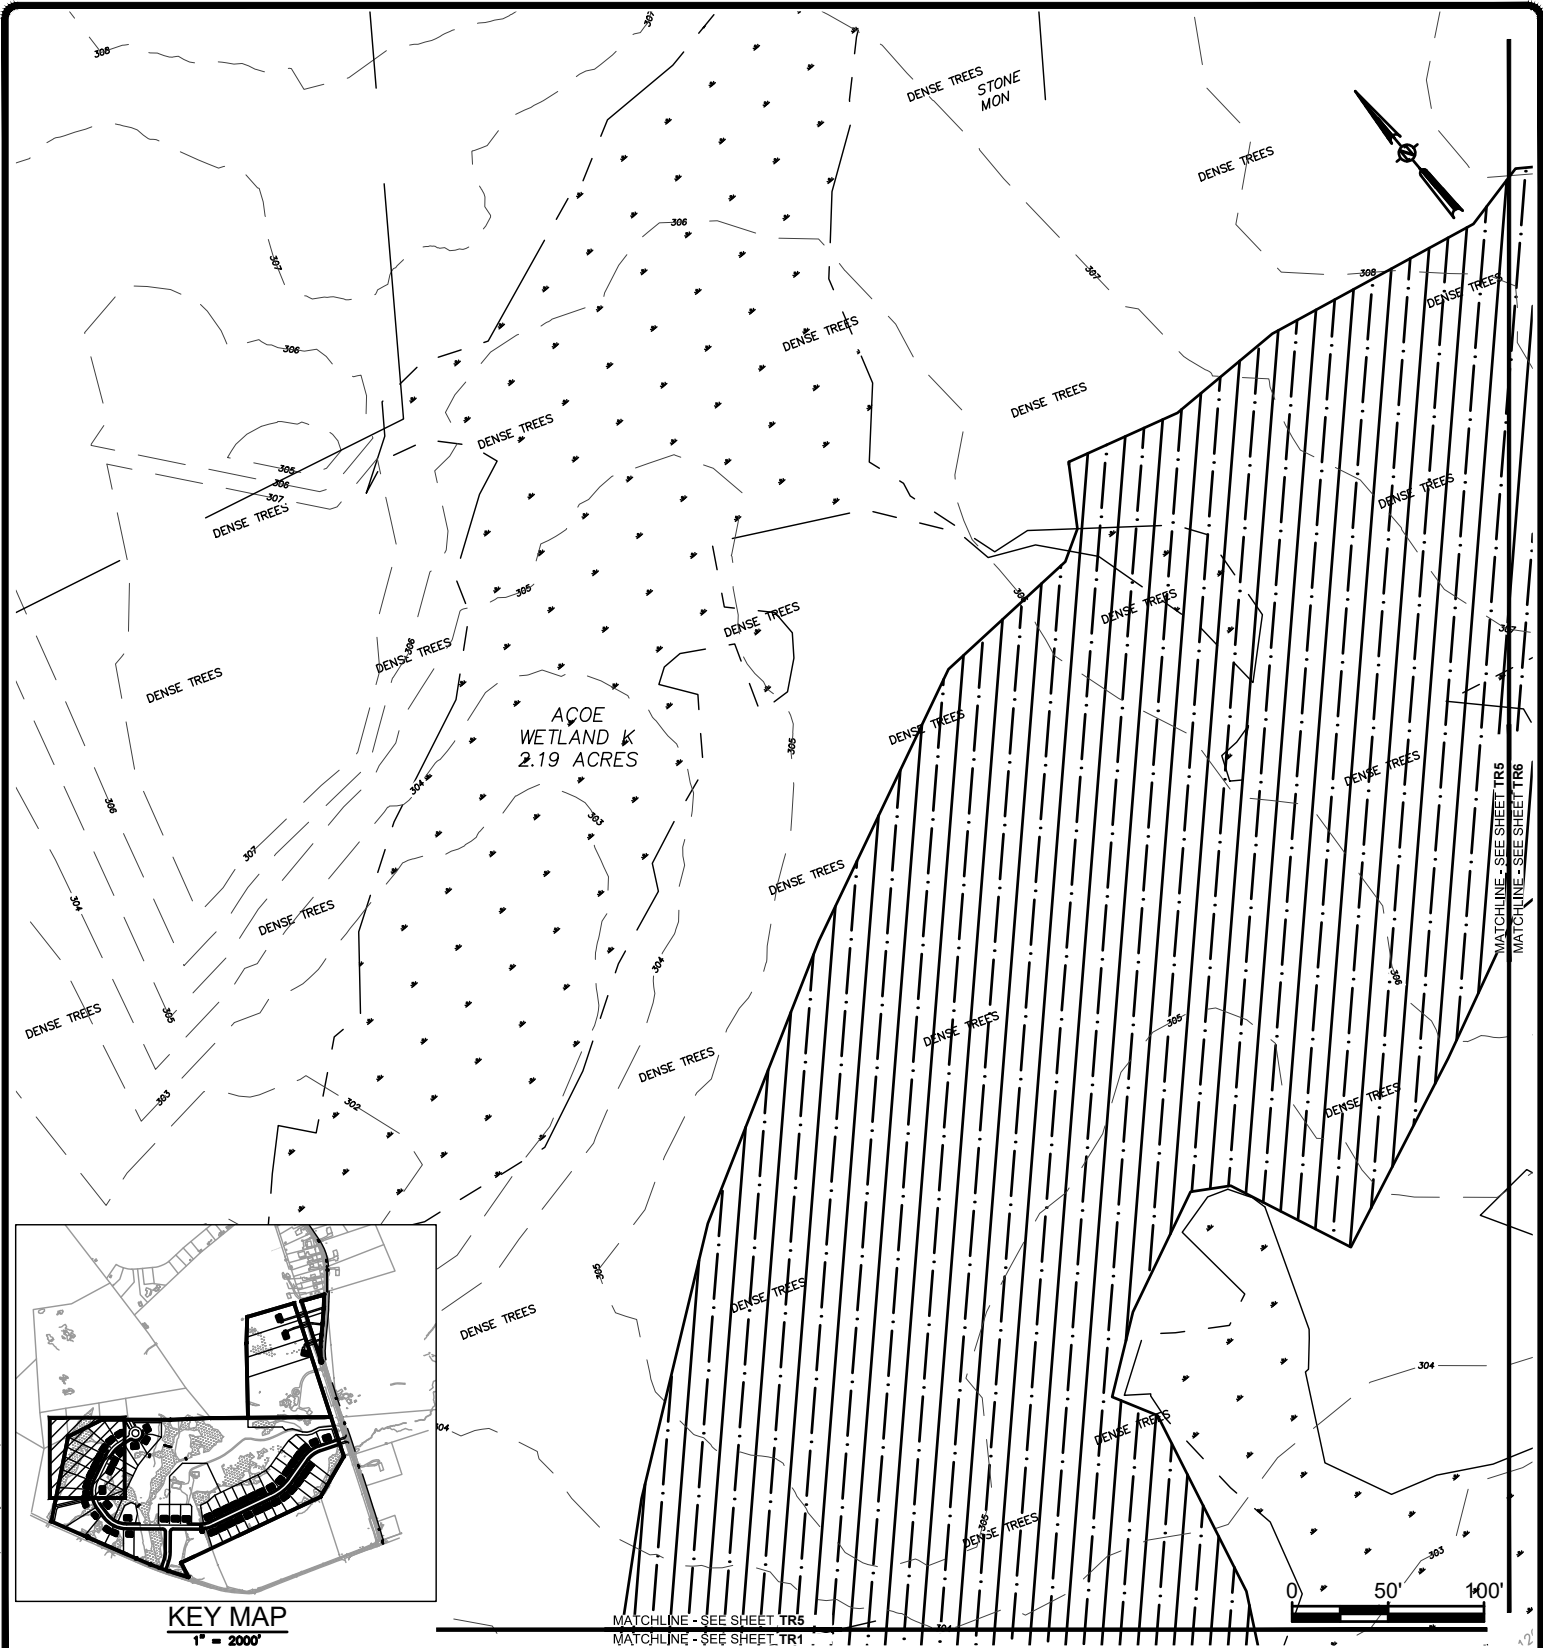 308
307
DENSE TREES
STONE
MON
DENSE TREES
N
306
307
307
308
DENSE TREES
DENSE TREES
306
DENSE TREES
DENSE TREES
305
306
307
DENSE TREES
DENSE TREES
305
306
DENSE TREES
DENSE TREES
DENSE TREES
307
DENSE TREES
ACOE
WETLAND K
2.19 ACRES
DENSE TREES
305
DENSE TREES
304
306
303
307
MATCHLINE - SEE SHEET TR5
MATCHLINE - SEE SHEET TR6
DENSE TREES
304
DENSE TREES
304
306
305
DENSE TREES
305
DENSE TREES
DENSE TREES
303
302
DENSE TREES
305
DENSE TREES
DENSE TREES
304
304
DENSE TREES
305
DENSE TREES
303
0 50' 100'
KEY MAP
1" = 2000'
MATCHLINE - SEE SHEET TR5
MATCHLINE - SEE SHEET TR1